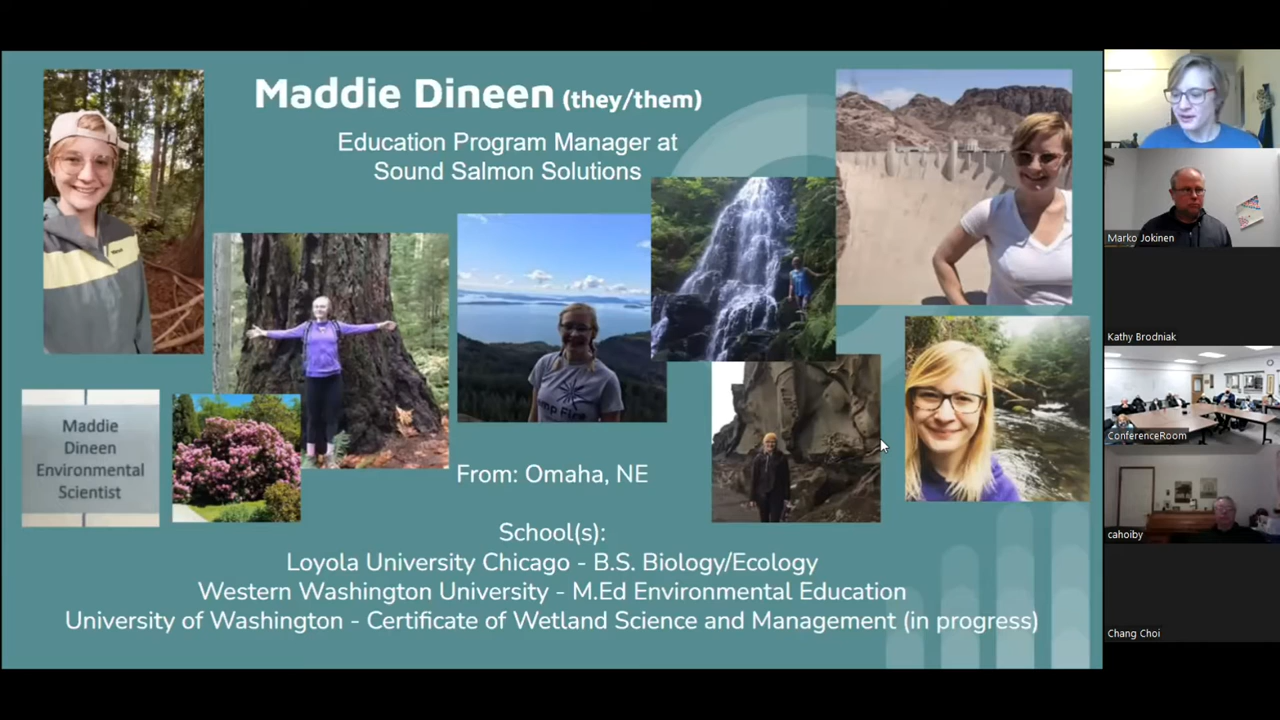 Maddie Dineen (they/them)
Education Program Manager at
Sound Salmon Solutions
Maddie
Dineen
Environmental
Scientist
From: Omaha, NE
School(s):
Loyola University Chicago - B.S. Biology/Ecology
Western Washington University - M.Ed Environmental Education
University of Washington - Certificate of Wetland Science and Management (in progress)
Marko Jokinen
Kathy Brodniak
ConferenceRoom
cahoiby
Chang Choi